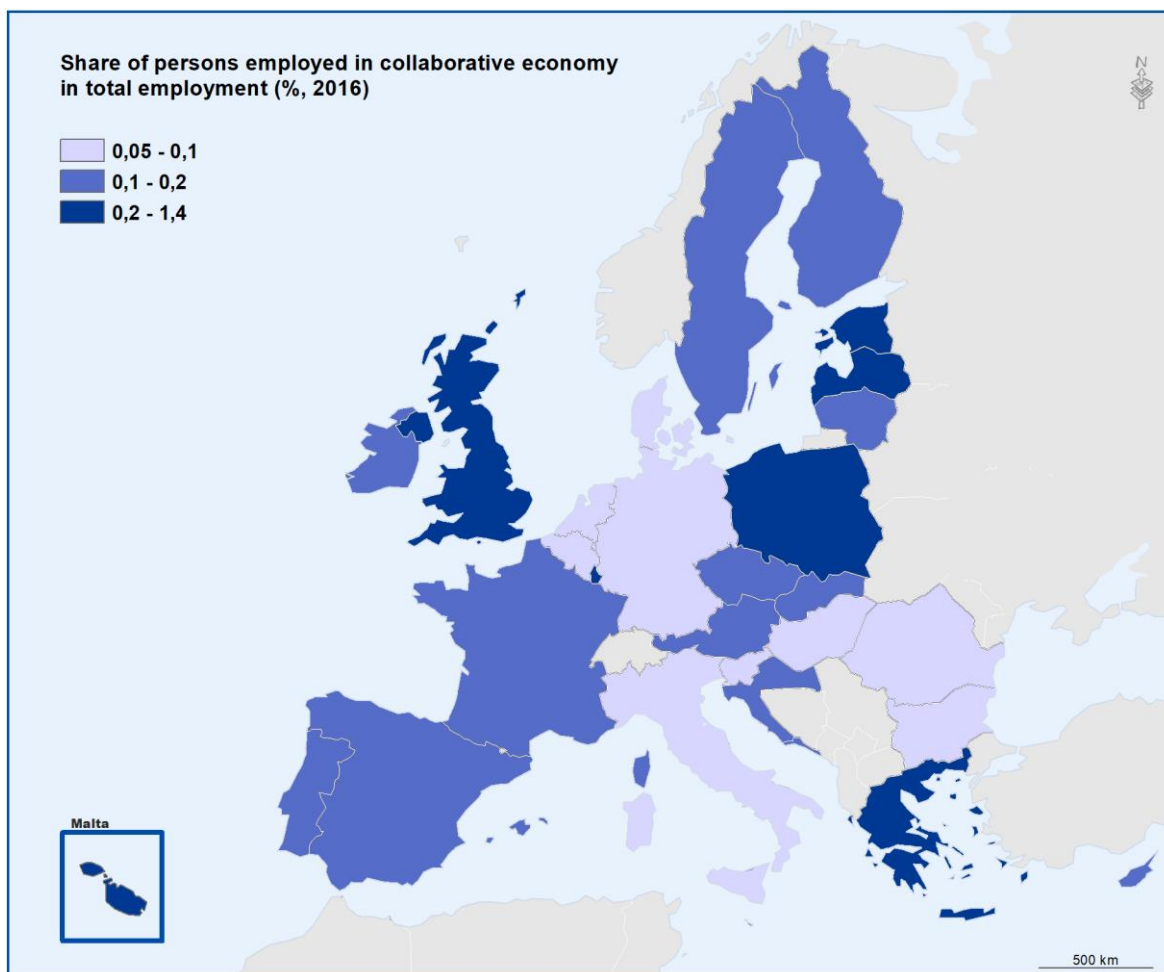 Share of persons employed in collaborative economy
in total employment (%, 2016)
0,05 - 0,1
0,1 - 0,2
0,2 - 1,4
N
Malta
500 km